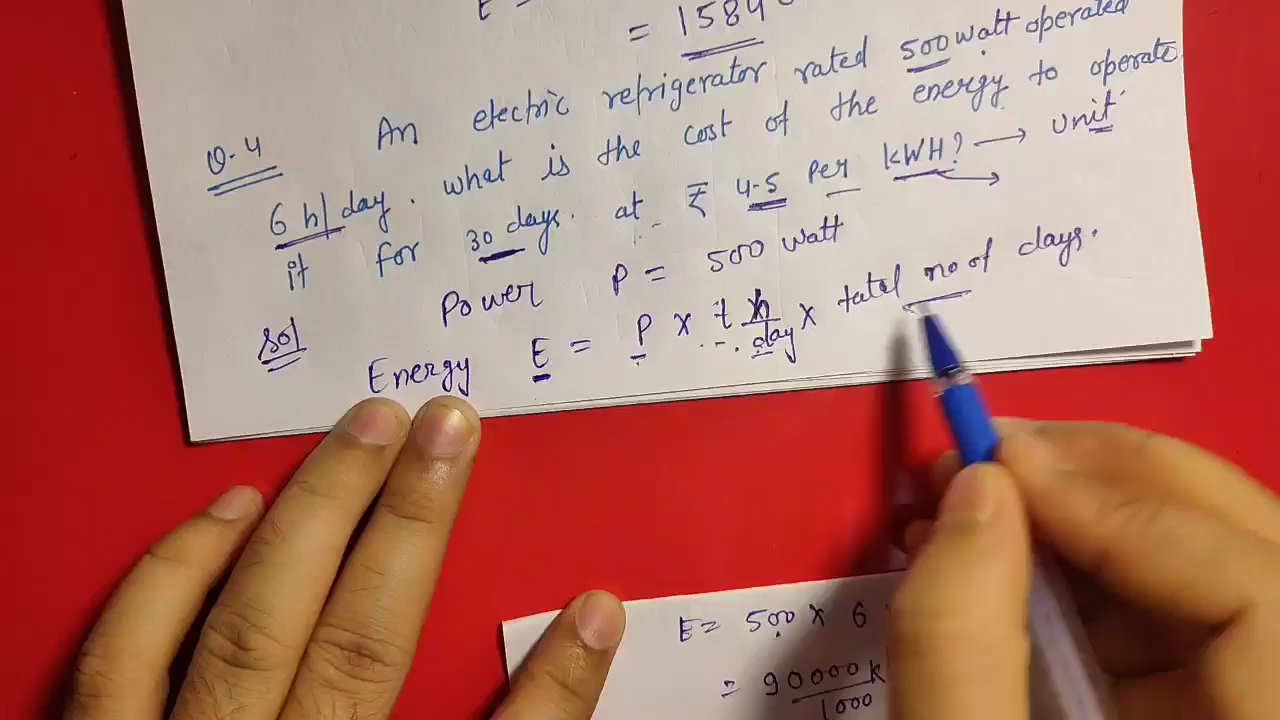 E =
= 1584
Q.4 An electric refrigerator rated 500 watt operated
6 h/day. what is the cost of the energy to operate
it for 30 days. at ₹ 4.5 per kWH? → unit
Sol Power P = 500 watt
Energy E = P × t h/day × total no of days.
E = 500 × 6
= 90000 k
1000